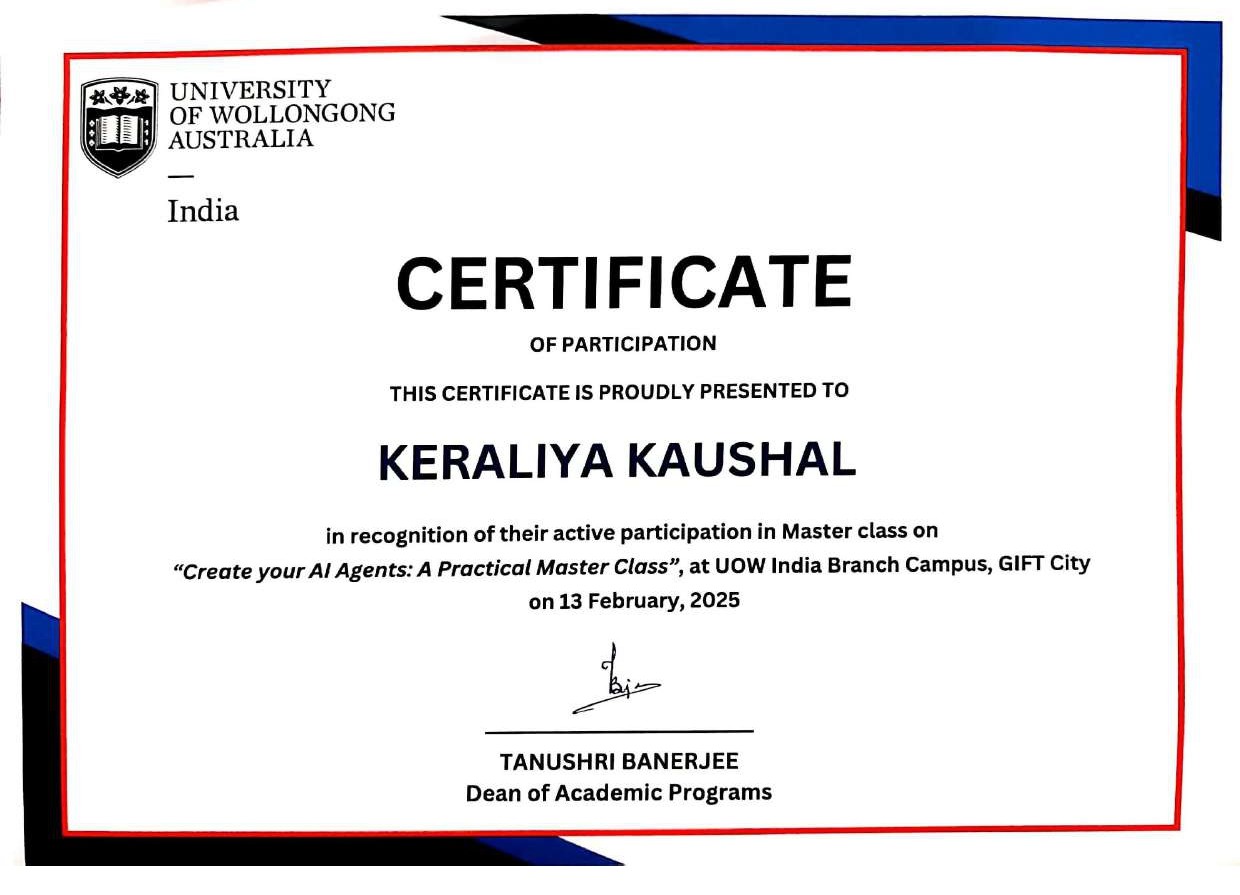 UNIVERSITY
OF WOLLONGONG
AUSTRALIA
—
India
CERTIFICATE
OF PARTICIPATION
THIS CERTIFICATE IS PROUDLY PRESENTED TO
KERALIYA KAUSHAL
in recognition of their active participation in Master class on
“Create your AI Agents: A Practical Master Class”, at UOW India Branch Campus, GIFT City
on 13 February, 2025
TANUSHRI BANERJEE
Dean of Academic Programs